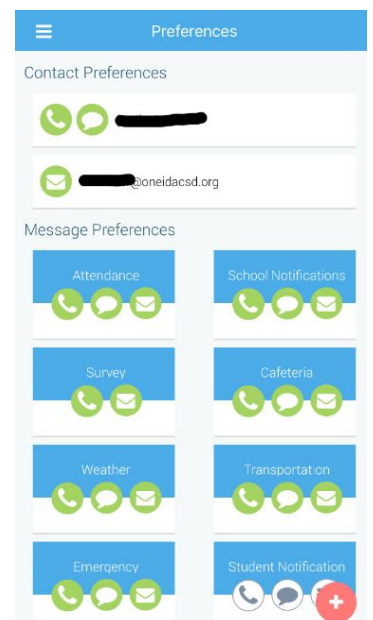 Preferences
Contact Preferences
@oneidacsd.org
Message Preferences
Attendance
School Notifications
Survey
Cafeteria
Weather
Transportation
Emergency
Student Notification